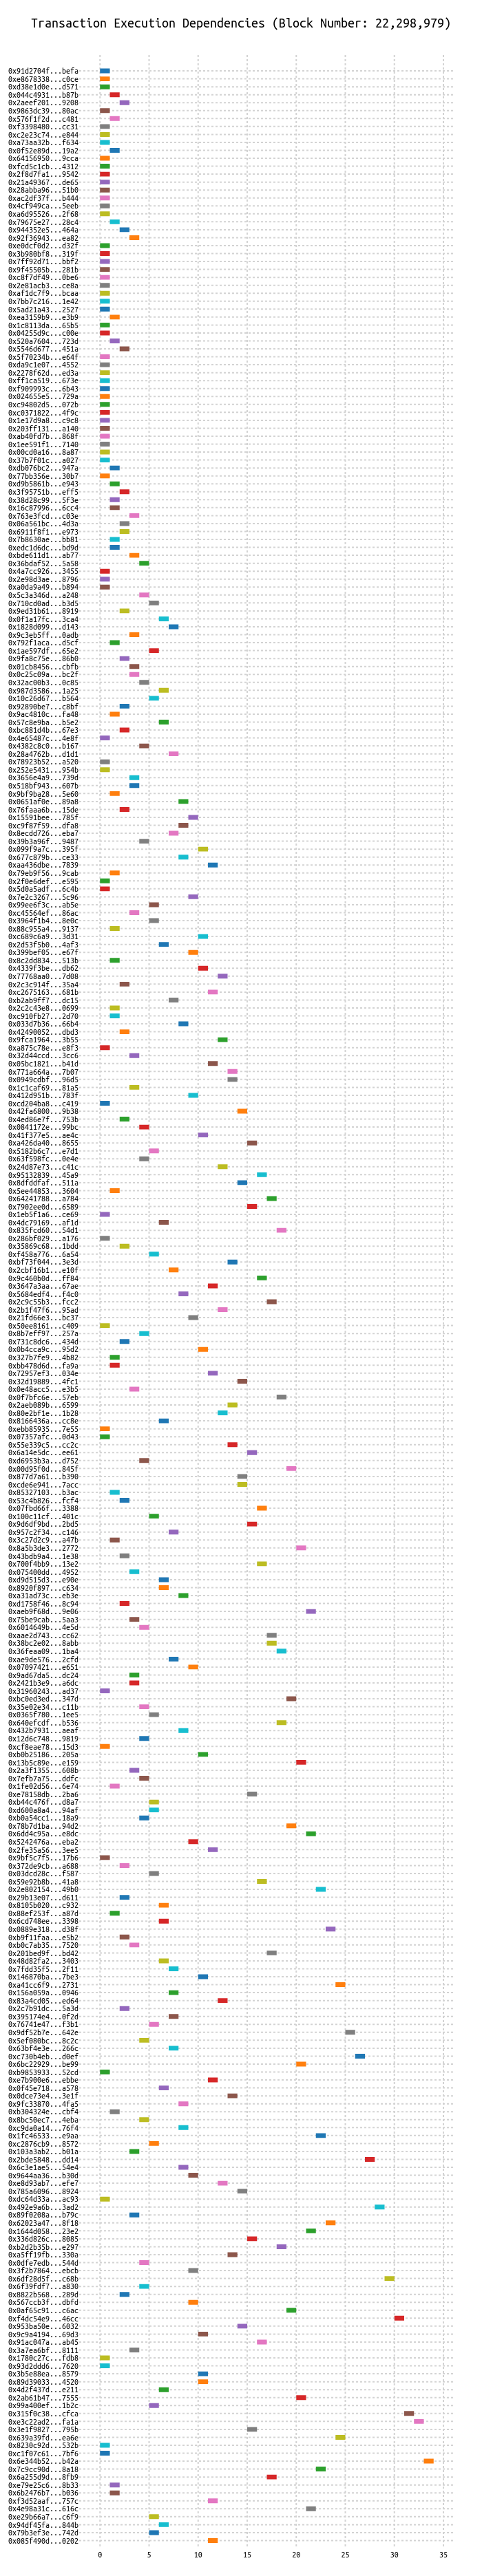 Transaction Execution Dependencies (Block Number: 22,298,979)
0x91d2704f...befa
0xe8678338...c0ce
0xd38e1d0e...d571
0x044c4931...b87b
0x2aeef201...9208
0x9863dc39...80ac
0x576f1f2d...c481
0xf3398480...cc31
0xc2e23c74...e844
0xa73aa32b...f634
0x0f52e89d...19a2
0x64156950...9cca
0xfcd5c1cb...4312
0x2f8d7fa1...9542
0x21a49367...de65
0x28abba96...51b0
0xac2df37f...b444
0x4cf949ca...5eeb
0xa6d95526...2f68
0x79675e27...28c4
0x944352e5...464a
0x92f36943...ea82
0xe0dcf0d2...d32f
0x3b980bf8...319f
0x7ff92d71...bbf2
0x9f45505b...281b
0xc8f7df49...0be6
0x2e81acb3...ce8a
0xaf1dc7f9...bcaa
0x7bb7c216...1e42
0x5ad21a43...2527
0xea3159b9...e3b9
0x1c8113da...65b5
0x04255d9c...c00e
0x520a7604...723d
0x5546d677...451a
0x5f70234b...e64f
0xda9c1e07...4552
0x2278f62d...ed3a
0xff1ca519...673e
0xf909993c...6b43
0x024655e5...729a
0xc94802d5...072b
0xc0371822...4f9c
0x1e17d9a8...c9c8
0x203ff131...a140
0xab40fd7b...868f
0x1ee591f1...7140
0x00cd0a16...8a87
0x37b7f01c...a027
0xdb076bc2...947a
0x77bb356e...30b7
0xd9b5861b...e943
0x3f95751b...eff5
0x38d28c99...5f3e
0x16c87996...6cc4
0x763e3fcd...c03e
0x06a561bc...4d3a
0x6911f8f1...e973
0x7b8630ae...bb81
0xedc1d6dc...bd9d
0xbde611d1...ab77
0x36bdaf52...5a58
0x4a7cc926...3455
0x2e98d3ae...8796
0xa0da9a49...b894
0x5c3a346d...a248
0x710cd0ad...b3d5
0x9ed31b61...8919
0x0f1a17fc...3ca4
0x1828d099...d143
0x9c3eb5ff...0adb
0x792f1aca...d5cf
0x1ae597df...65e2
0x9fa8c75e...86b0
0x01cb8456...cbfb
0x0c25c09a...bc2f
0x32ac00b3...0c85
0x987d3586...1a25
0x10c26d67...b564
0x92890be7...c8bf
0x9ac4810c...fa48
0x57c8e9ba...b5e2
0xbc881d4b...67e3
0x4e65487c...4e8f
0x4382c8c0...b167
0x28a4762b...d1d1
0x78923b52...a520
0x252e5431...954b
0x3656e4a9...739d
0x518bf943...607b
0x9bf9ba28...5e60
0x0651af0e...89a8
0x76faaa6b...15de
0x15591bee...785f
0xc9f87f59...dfa8
0x8ecdd726...eba7
0x39b3a96f...9487
0x099f9a7c...395f
0x677c879b...ce33
0xaa436dbe...7839
0x79eb9f56...9cab
0x2f0e6def...e595
0x5d0a5adf...6c4b
0x7e2c3267...5c96
0x99ee6f3c...ab5e
0xc45564ef...86ac
0x3964f1b4...8e0c
0x88c955a4...9137
0xc689c6a9...3d31
0x2d53f5b0...4af3
0x399bef05...e67f
0x8c2dd834...513b
0x4339f3be...db62
0x77768aa0...7d08
0x2c3c914f...35a4
0xc2675163...681b
0xb2ab9ff7...dc15
0x2c2c43e8...0699
0xc910fb27...2d70
0x033d7b36...66b4
0x42490052...dbd3
0x9fca1964...3b55
0xa875c78e...e8f3
0x32d44ccd...3cc6
0x05bc1821...b41d
0x771a664a...7b07
0x0949cdbf...96d5
0x1c1caf69...81a5
0x412d951b...783f
0xcd204ba8...c419
0x42fa6800...9b38
0x4ed86e7f...753b
0x0841172e...99bc
0x41f377e5...ae4c
0xa426da40...8655
0x5182b6c7...e7d1
0x63f598fc...0e4e
0x24d87e73...c41c
0x95132839...45a9
0x8dfddfaf...511a
0x5ee44853...3604
0x64241788...a784
0x7902ee0d...6589
0x1eb5f1a6...ce69
0x4dc79169...af1d
0x835fcd60...54d1
0x286bf029...a176
0x35869c68...1bdd
0xf458a776...6a54
0xbf73f044...3e3d
0x2cbf16b1...e10f
0x9c460b0d...ff84
0x3647a3aa...67ae
0x5684edf4...f4c0
0x2c9c55b3...fcc2
0x2b1f47f6...95ad
0x21fd66e3...bc37
0x50ee8161...c409
0x8b7eff97...257a
0x731c8dc6...434d
0x0b4cca9c...95d2
0x327b7fe9...4b82
0xbb478d6d...fa9a
0x72957ef3...034e
0x32d19889...4fc1
0x0e48acc5...e3b5
0x0f7bfc6e...57eb
0x2aeb089b...6599
0x80e2bf1e...1b28
0x8166436a...cc8e
0xebb85935...7e55
0x07357afc...0d43
0x55e339c5...cc2c
0x6a14e5dc...ee61
0xd6953b3a...d752
0x00d95f0d...845f
0x877d7a61...b390
0xcde6e941...7acc
0x85327103...b3ac
0x53c4b826...fcf4
0x07fbd66f...3388
0x100c11cf...401c
0x9d6df9bd...2bd5
0x957c2f34...c146
0x3c27d2c9...a47b
0x8a5b3de3...2772
0x43bdb9a4...1e38
0x700f4bb9...13e2
0x075400dd...4952
0xd9d515d3...e90e
0x8920f897...c634
0xa31ad73c...eb3e
0xd1758f46...8c94
0xaeb9f68d...9e06
0x75be9cab...5aa3
0x6014649b...4e5d
0xaae2d743...cc62
0x38bc2e02...8abb
0x36feaa09...1ba4
0xae9de576...2cfd
0x07097421...e651
0x9ad67da5...dc24
0x2421b3e9...a6dc
0x31960243...ad37
0xbc0ed3ed...347d
0x35e02e34...c11b
0x0365f780...1ee5
0x640efcdf...b536
0x432b7931...aeaf
0x12d6c748...9819
0xcf8eae78...15d3
0xb0b25186...205a
0x13b5c89e...e159
0x2a3f1355...608b
0x7efb7a75...ddfc
0x1fe02d56...6e74
0xe78158db...2ba6
0xb44c476f...d8a7
0xd600a8a4...94af
0xb0a54cc1...18a9
0x78b7d1ba...94d2
0x6dd4c95a...e8dc
0x5242476a...eba2
0x2fe35a56...3ee5
0x9bf5c7f5...17b6
0x372de9cb...a688
0x03dcd28c...f587
0x59e92b8b...41a8
0x2e802154...49b0
0x29b13e07...d611
0x8105b020...c932
0x88ef253f...a87d
0x6cd748ee...3398
0x0889e318...d38f
0xb9f11faa...e5b2
0xb0c7ab35...7520
0x201bed9f...bd42
0x48d82fa2...3403
0x7fdd35f5...2f11
0x146870ba...7be3
0xa41cc6f9...2731
0x156a059a...0946
0x83a4cd05...ed64
0x2c7b91dc...5a3d
0x395174e4...0f2d
0x76741e47...f3b1
0x9df52b7e...642e
0x5ef080bc...8c2c
0x63bf4e3e...266c
0xc730b4eb...d0ef
0x6bc22929...be99
0xb9853933...52cd
0xe7b900e6...ebbe
0x0f45e718...a578
0x0dce73e4...3e1f
0x9fc33870...4fa5
0xb304324e...cbf4
0x8bc50ec7...4eba
0xc9da0a14...76f4
0x1fc46533...e9aa
0xc2876cb9...8572
0x103a3ab2...b01a
0x2bde5848...dd14
0x6c3e1ae5...54e4
0x9644aa36...b30d
0xe8d93ab7...efe7
0x785a6096...8924
0xdc64d33a...ac93
0x492e9a6b...3ad2
0x89f0208a...b79c
0x62023a47...8f18
0x1644d058...23e2
0x336d826c...8085
0xb2d2b35b...e297
0xa5ff19fb...330a
0x0dfe7edb...544d
0x3f2b7864...ebcb
0x6df28d5f...c68b
0x6f39fdf7...a830
0x8822b568...289d
0x567ccb3f...dbfd
0x0af65c91...c6ac
0xf4dc54e9...46cc
0x953ba50e...6032
0x9c9a4194...69d3
0x91ac047a...ab45
0x3a7ea6bf...8111
0x1780c27c...fdb8
0x93d2ddd6...7620
0x3b5e88ea...8579
0x89d39033...4520
0x4d2f437d...e211
0x2ab61b47...7555
0x99a400ef...1b2c
0x315f0c38...cfca
0xe3c22ad2...fa1a
0x3e1f9827...795b
0x639a39fd...ea6e
0x8230c92d...532b
0xc1f07c61...7bf6
0x6e344b52...b42a
0x7c9cc90d...8a18
0x6a255d9d...8fb9
0xe79e25c6...8b33
0x6b2476b7...b036
0xf3d52aaf...757c
0x4e98a31c...616c
0xe29b66a7...c6f9
0x94df45fa...844b
0x79b3ef3e...742d
0x085f490d...0202
0 5 10 15 20 25 30 35